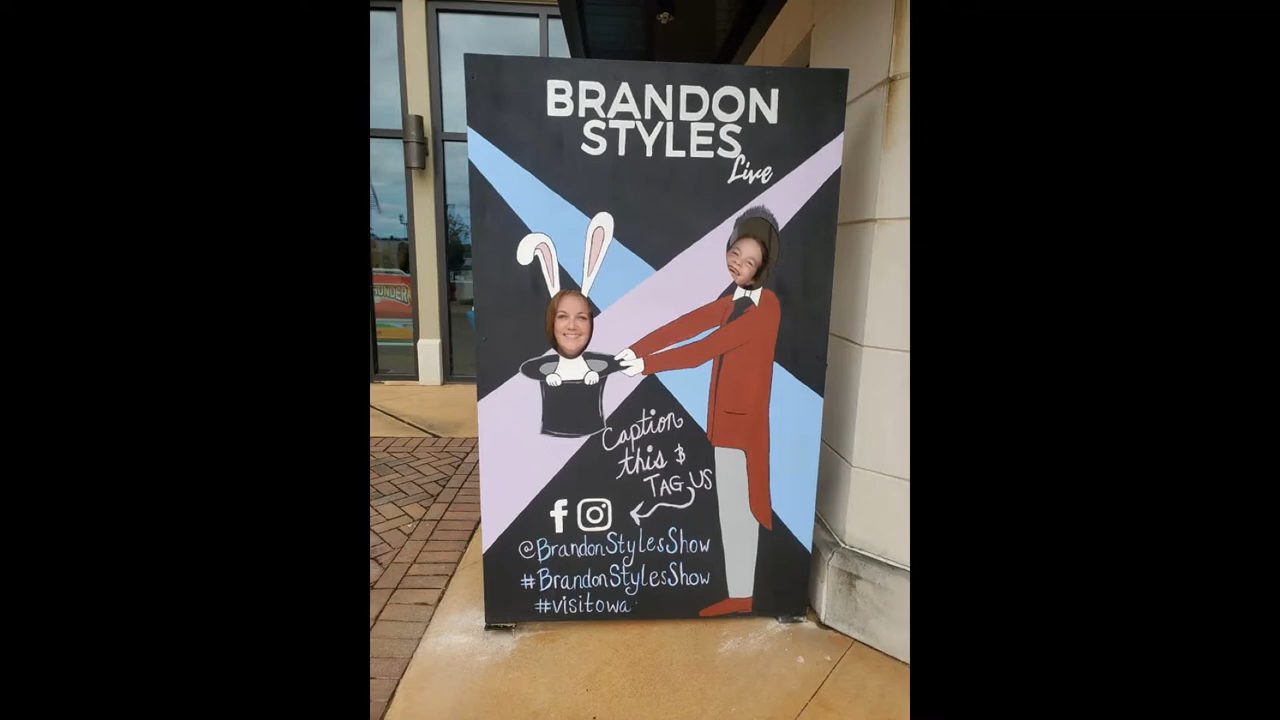 BRANDON
STYLES
Live
Caption
this &
TAG US
@BrandonStylesShow
#BrandonStylesShow
#visitowa